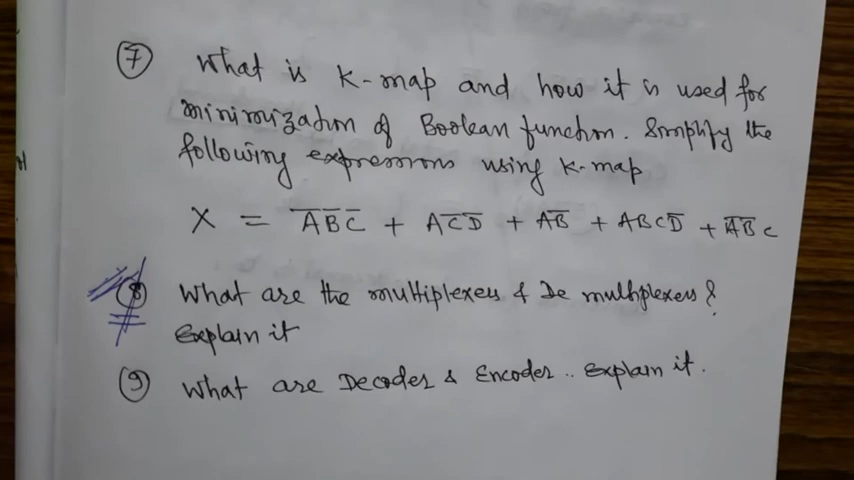 ⑦ What is K-map and how it is used for
minimization of Boolean function. Simplify the
following expressions using K-map
X = A̅B̅C̅ + AC̅D̅ + AB̅ + ABCD̅ + A̅B̅C
⑧ What are the multiplexers & De multiplexers?
Explain it
⑨ What are Decoder & Encoder.. Explain it.